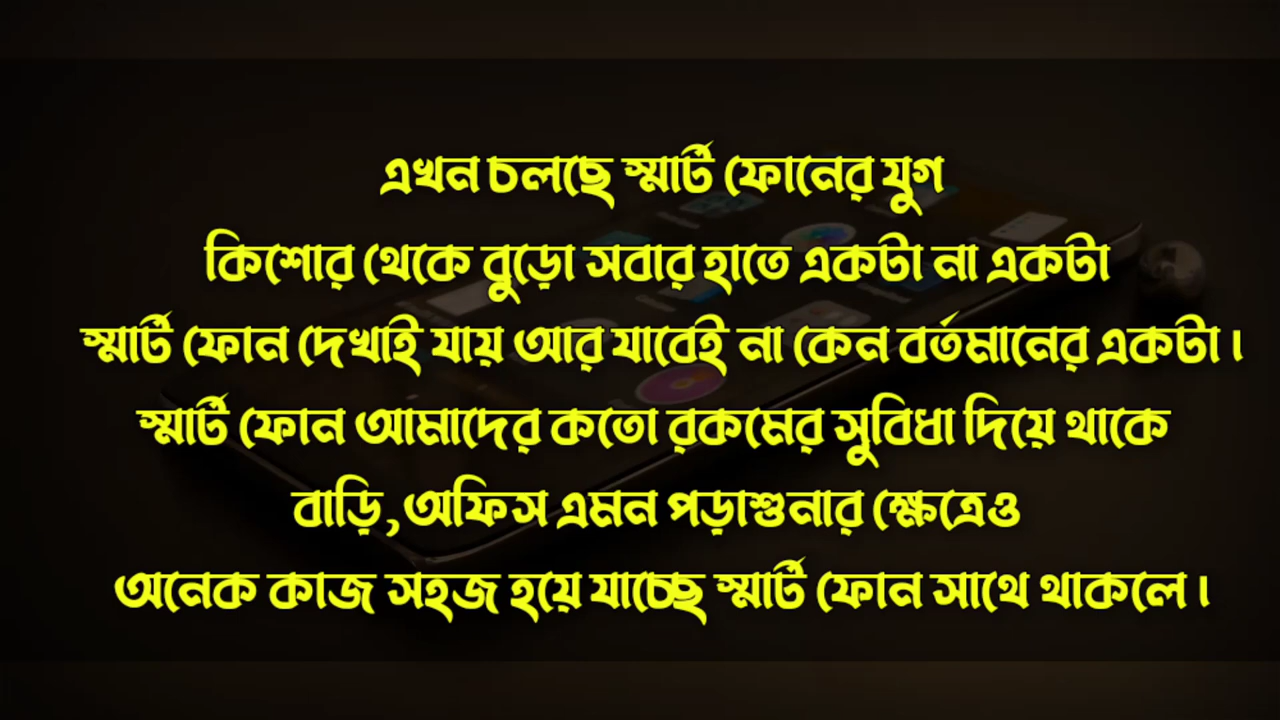 এখন চলছে স্মার্ট ফোনের যুগ
কিশোর থেকে বুড়ো সবার হাতে একটা না একটা
স্মার্ট ফোন দেখাই যায় আর যাবেই না কেন বর্তমানের একটা।
স্মার্ট ফোন আমাদের কতো রকমের সুবিধা দিয়ে থাকে
বাড়ি,অফিস এমন পড়াশুনার ক্ষেত্রেও
অনেক কাজ সহজ হয়ে যাচ্ছে স্মার্ট ফোন সাথে থাকলে।